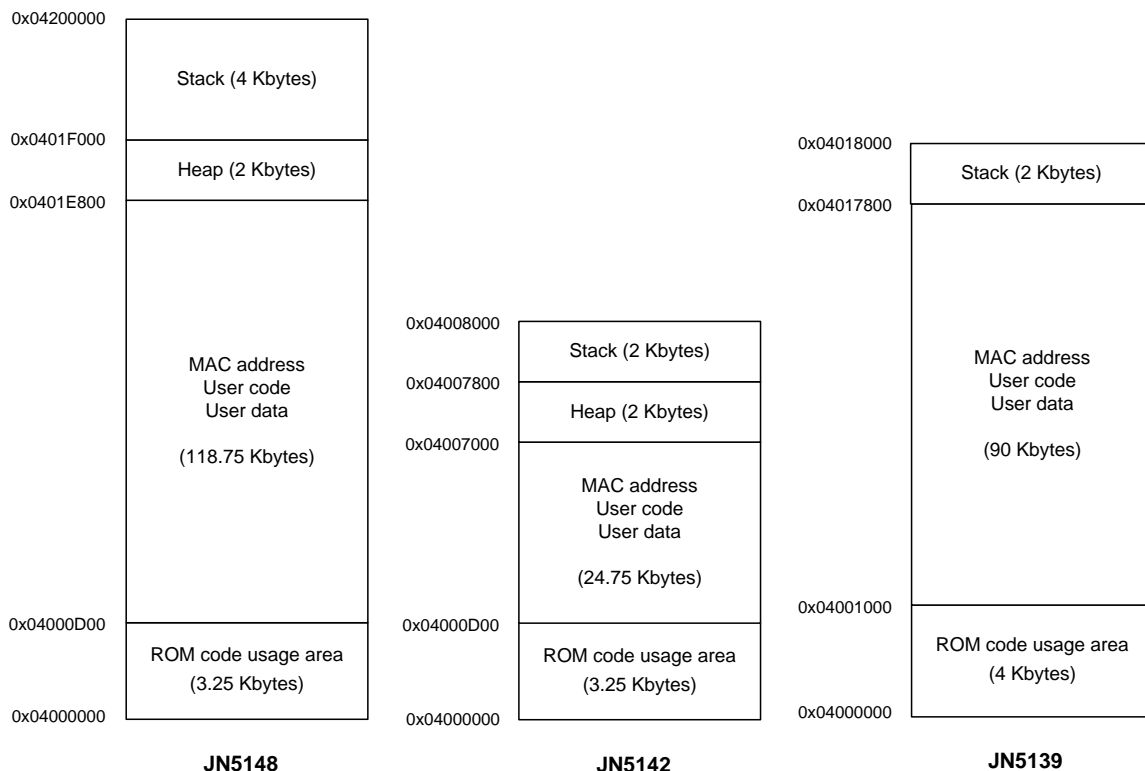 0x04200000
Stack (4 Kbytes)
0x0401F000
Heap (2 Kbytes)
0x0401E800
MAC address
User code
User data
(118.75 Kbytes)
0x04000D00
ROM code usage area
(3.25 Kbytes)
0x04000000
JN5148
0x04008000
Stack (2 Kbytes)
0x04007800
Heap (2 Kbytes)
0x04007000
MAC address
User code
User data
(24.75 Kbytes)
0x04000D00
ROM code usage area
(3.25 Kbytes)
0x04000000
JN5142
0x04018000
Stack (2 Kbytes)
0x04017800
MAC address
User code
User data
(90 Kbytes)
0x04001000
ROM code usage area
(4 Kbytes)
0x04000000
JN5139